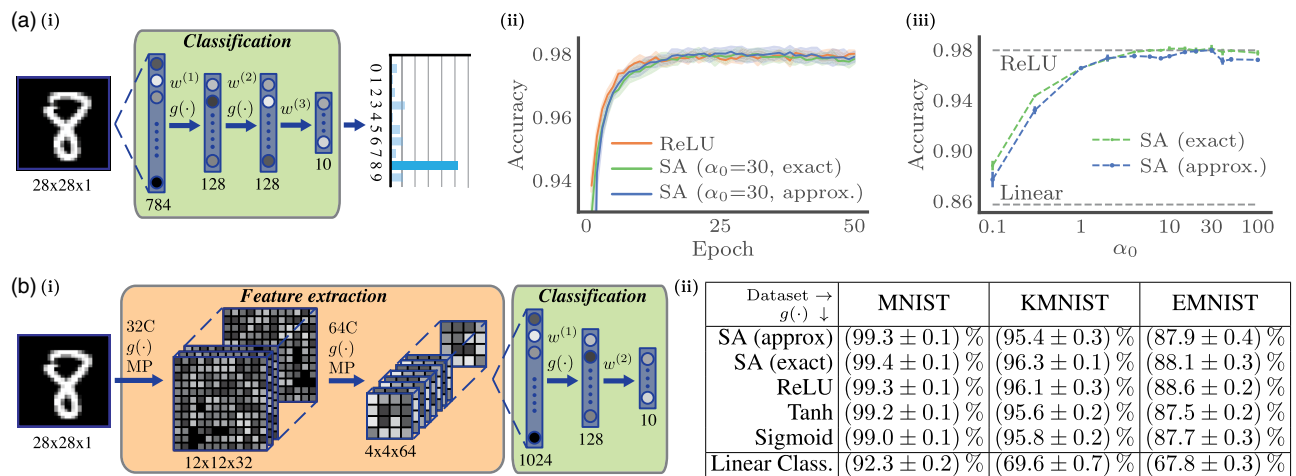 (a) (i)
Classification
w(1)
g(·)
w(2)
g(·)
w(3)
28x28x1
784
128
128
10
0 1 2 3 4 5 6 7 8 9
(ii)
Accuracy
0.98
0.96
0.94
ReLU
SA (α0=30, exact)
SA (α0=30, approx.)
0 25 50
Epoch
(iii)
Accuracy
0.98
0.94
0.90
0.86
ReLU
SA (exact)
SA (approx.)
Linear
0.1 1 10 30 100
α0
(b) (i)
Feature extraction
32C
g(·)
MP
64C
g(·)
MP
28x28x1
12x12x32
4x4x64
Classification
w(1)
g(·)
w(2)
1024
128
10
(ii)
Dataset → MNIST KMNIST EMNIST
g(·) ↓
SA (approx) (99.3 ± 0.1) % (95.4 ± 0.3) % (87.9 ± 0.4) %
SA (exact) (99.4 ± 0.1) % (96.3 ± 0.1) % (88.1 ± 0.3) %
ReLU (99.3 ± 0.1) % (96.1 ± 0.3) % (88.6 ± 0.2) %
Tanh (99.2 ± 0.1) % (95.6 ± 0.2) % (87.5 ± 0.2) %
Sigmoid (99.0 ± 0.1) % (95.8 ± 0.2) % (87.7 ± 0.3) %
Linear Class. (92.3 ± 0.2) % (69.6 ± 0.7) % (67.8 ± 0.3) %